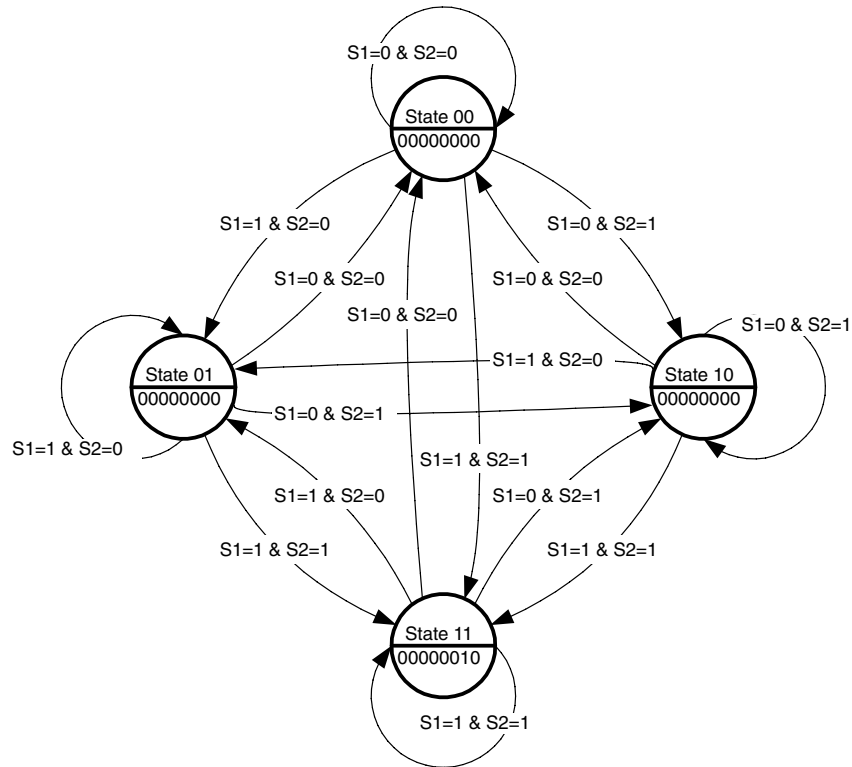 S1=0 & S2=0
State 00
00000000
S1=1 & S2=0
S1=0 & S2=1
S1=0 & S2=0
S1=0 & S2=0
S1=0 & S2=0
S1=0 & S2=1
S1=1 & S2=0
State 01
00000000
State 10
00000000
S1=0 & S2=1
S1=1 & S2=0
S1=1 & S2=1
S1=1 & S2=0
S1=0 & S2=1
S1=1 & S2=1
S1=1 & S2=1
State 11
00000010
S1=1 & S2=1